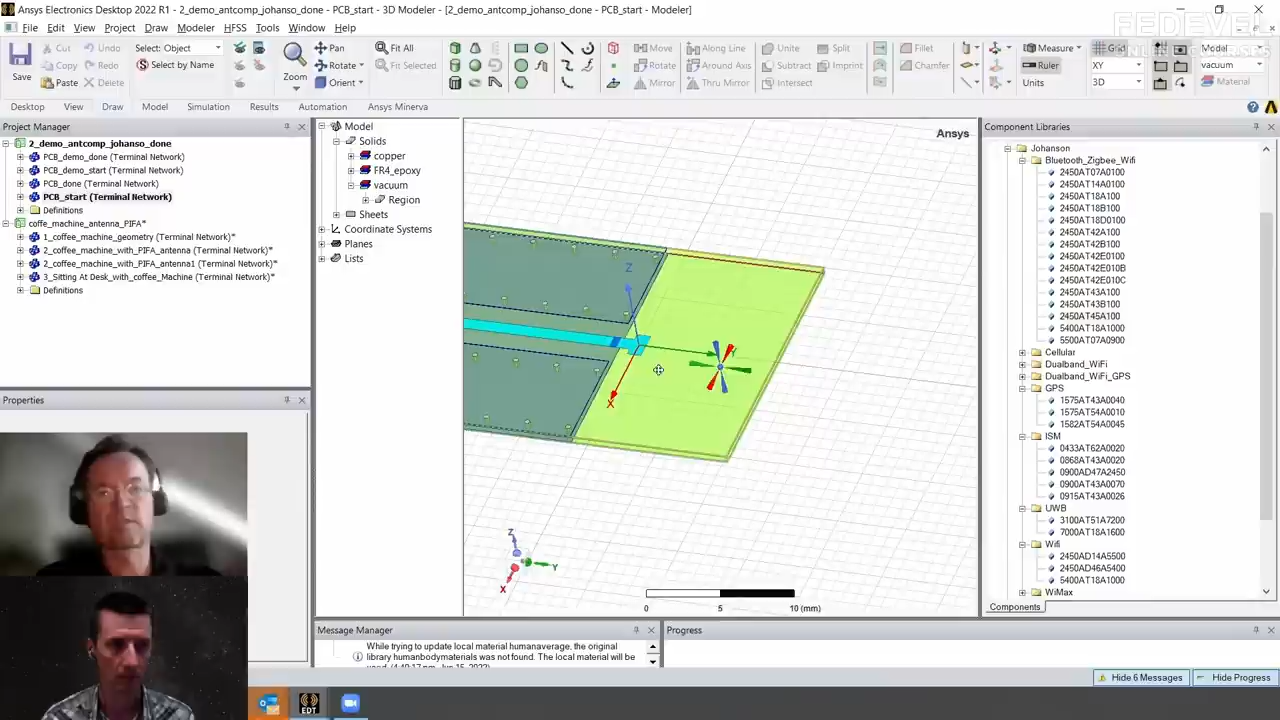 Ansys Electronics Desktop 2022 R1 - 2_demo_antcomp_johanso_done - PCB_start - 3D Modeler - [2_demo_antcomp_johanso_done - PCB_start - Modeler]
File Edit View Project Draw Modeler HFSS Tools Window Help
FEDEVEL
Save
Cut
Copy
Paste
Undo
Redo
Delete
Select: Object
Select by Name
Zoom
Pan
Rotate
Orient
Fit All
Fit Selected
Move
Rotate
Mirror
Along Line
Around Axis
Thru Mirror
Unite
Subtract
Intersect
Split
Imprint
Fillet
Chamfer
Measure
Ruler
Units
Grid
XY
3D
Model
vacuum
Material
Desktop View Draw Model Simulation Results Automation Ansys Minerva
Project Manager
2_demo_antcomp_johanso_done
PCB_demo_done (Terminal Network)
PCB_demo_start (Terminal Network)
PCB_done (Terminal Network)
PCB_start (Terminal Network)
Definitions
coffe_machine_antenna_PIFA*
1_coffee_machine_geometry (Terminal Network)*
2_coffee_machine_with_PIFA_antenna (Terminal Network)*
2_coffee_machine_with_PIFA_antenna1 (Terminal Network)*
3_Sitting At Desk_with_coffee_Machine (Terminal Network)*
Definitions
Properties
Model
Solids
copper
FR4_epoxy
vacuum
Region
Sheets
Coordinate Systems
Planes
Lists
Ansys
Z
Y
X
Z
Y
X
0 5 10 (mm)
Component Libraries
Johanson
Bluetooth_Zigbee_Wifi
2450AT07A0100
2450AT14A0100
2450AT18A100
2450AT18B100
2450AT18D0100
2450AT42A100
2450AT42B100
2450AT42E0100
2450AT42E010B
2450AT42E010C
2450AT43A100
2450AT43B100
2450AT45A100
5400AT18A1000
5500AT07A0900
Cellular
Dualband_WiFi
Dualband_WiFi_GPS
GPS
1575AT43A0040
1575AT54A0010
1582AT54A0045
ISM
0433AT62A0020
0868AT43A0020
0900AD47A2450
0900AT43A0070
0915AT43A0026
UWB
3100AT51A7200
7000AT18A1600
Wifi
2450AD14A5500
2450AD46A5400
5400AT18A1000
WiMax
Components
Message Manager
While trying to update local material humanaverage, the original
library humanbodymaterials was not found. The local material will be
Progress
Hide 6 Messages
Hide Progress
EDT